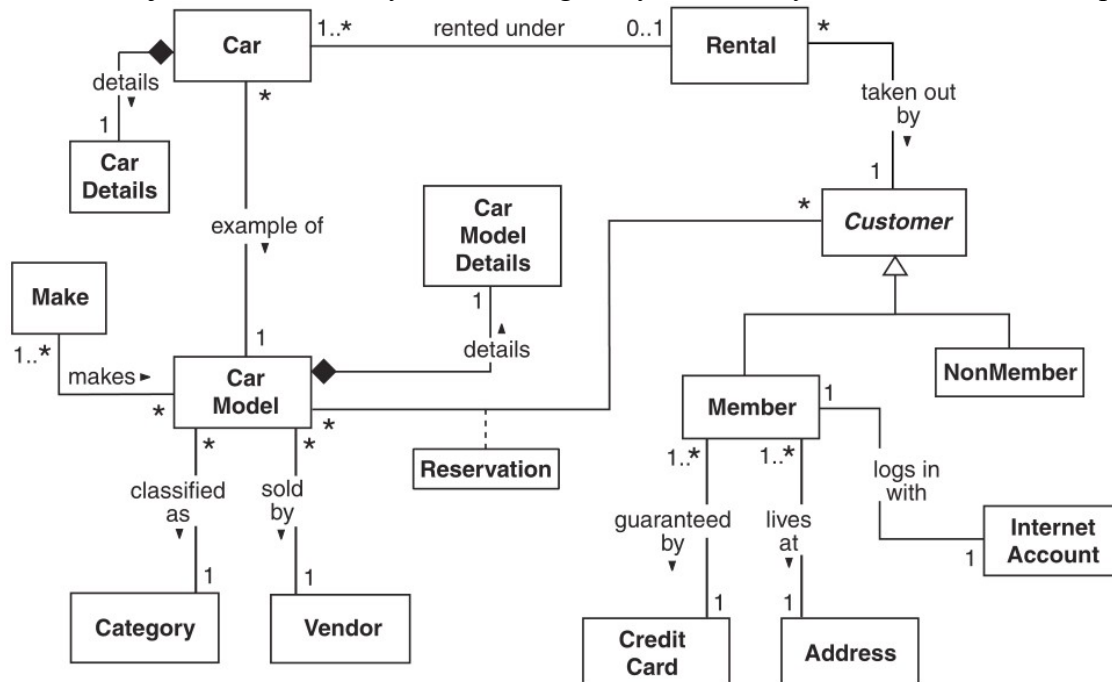 1..*
rented under
0..1
Car
Rental
*
details
*
taken out
by
1
Car
Details
1
example of
Car
Model
Details
*
Customer
Make
1
1
details
1..*
makes
Car
Model
*
*
NonMember
Member
1
Reservation
*
*
classified
as
sold
by
1..*
1..*
logs in
with
guaranteed
by
lives
at
Internet
Account
1
1
1
Category
Vendor
1
1
Credit
Card
Address